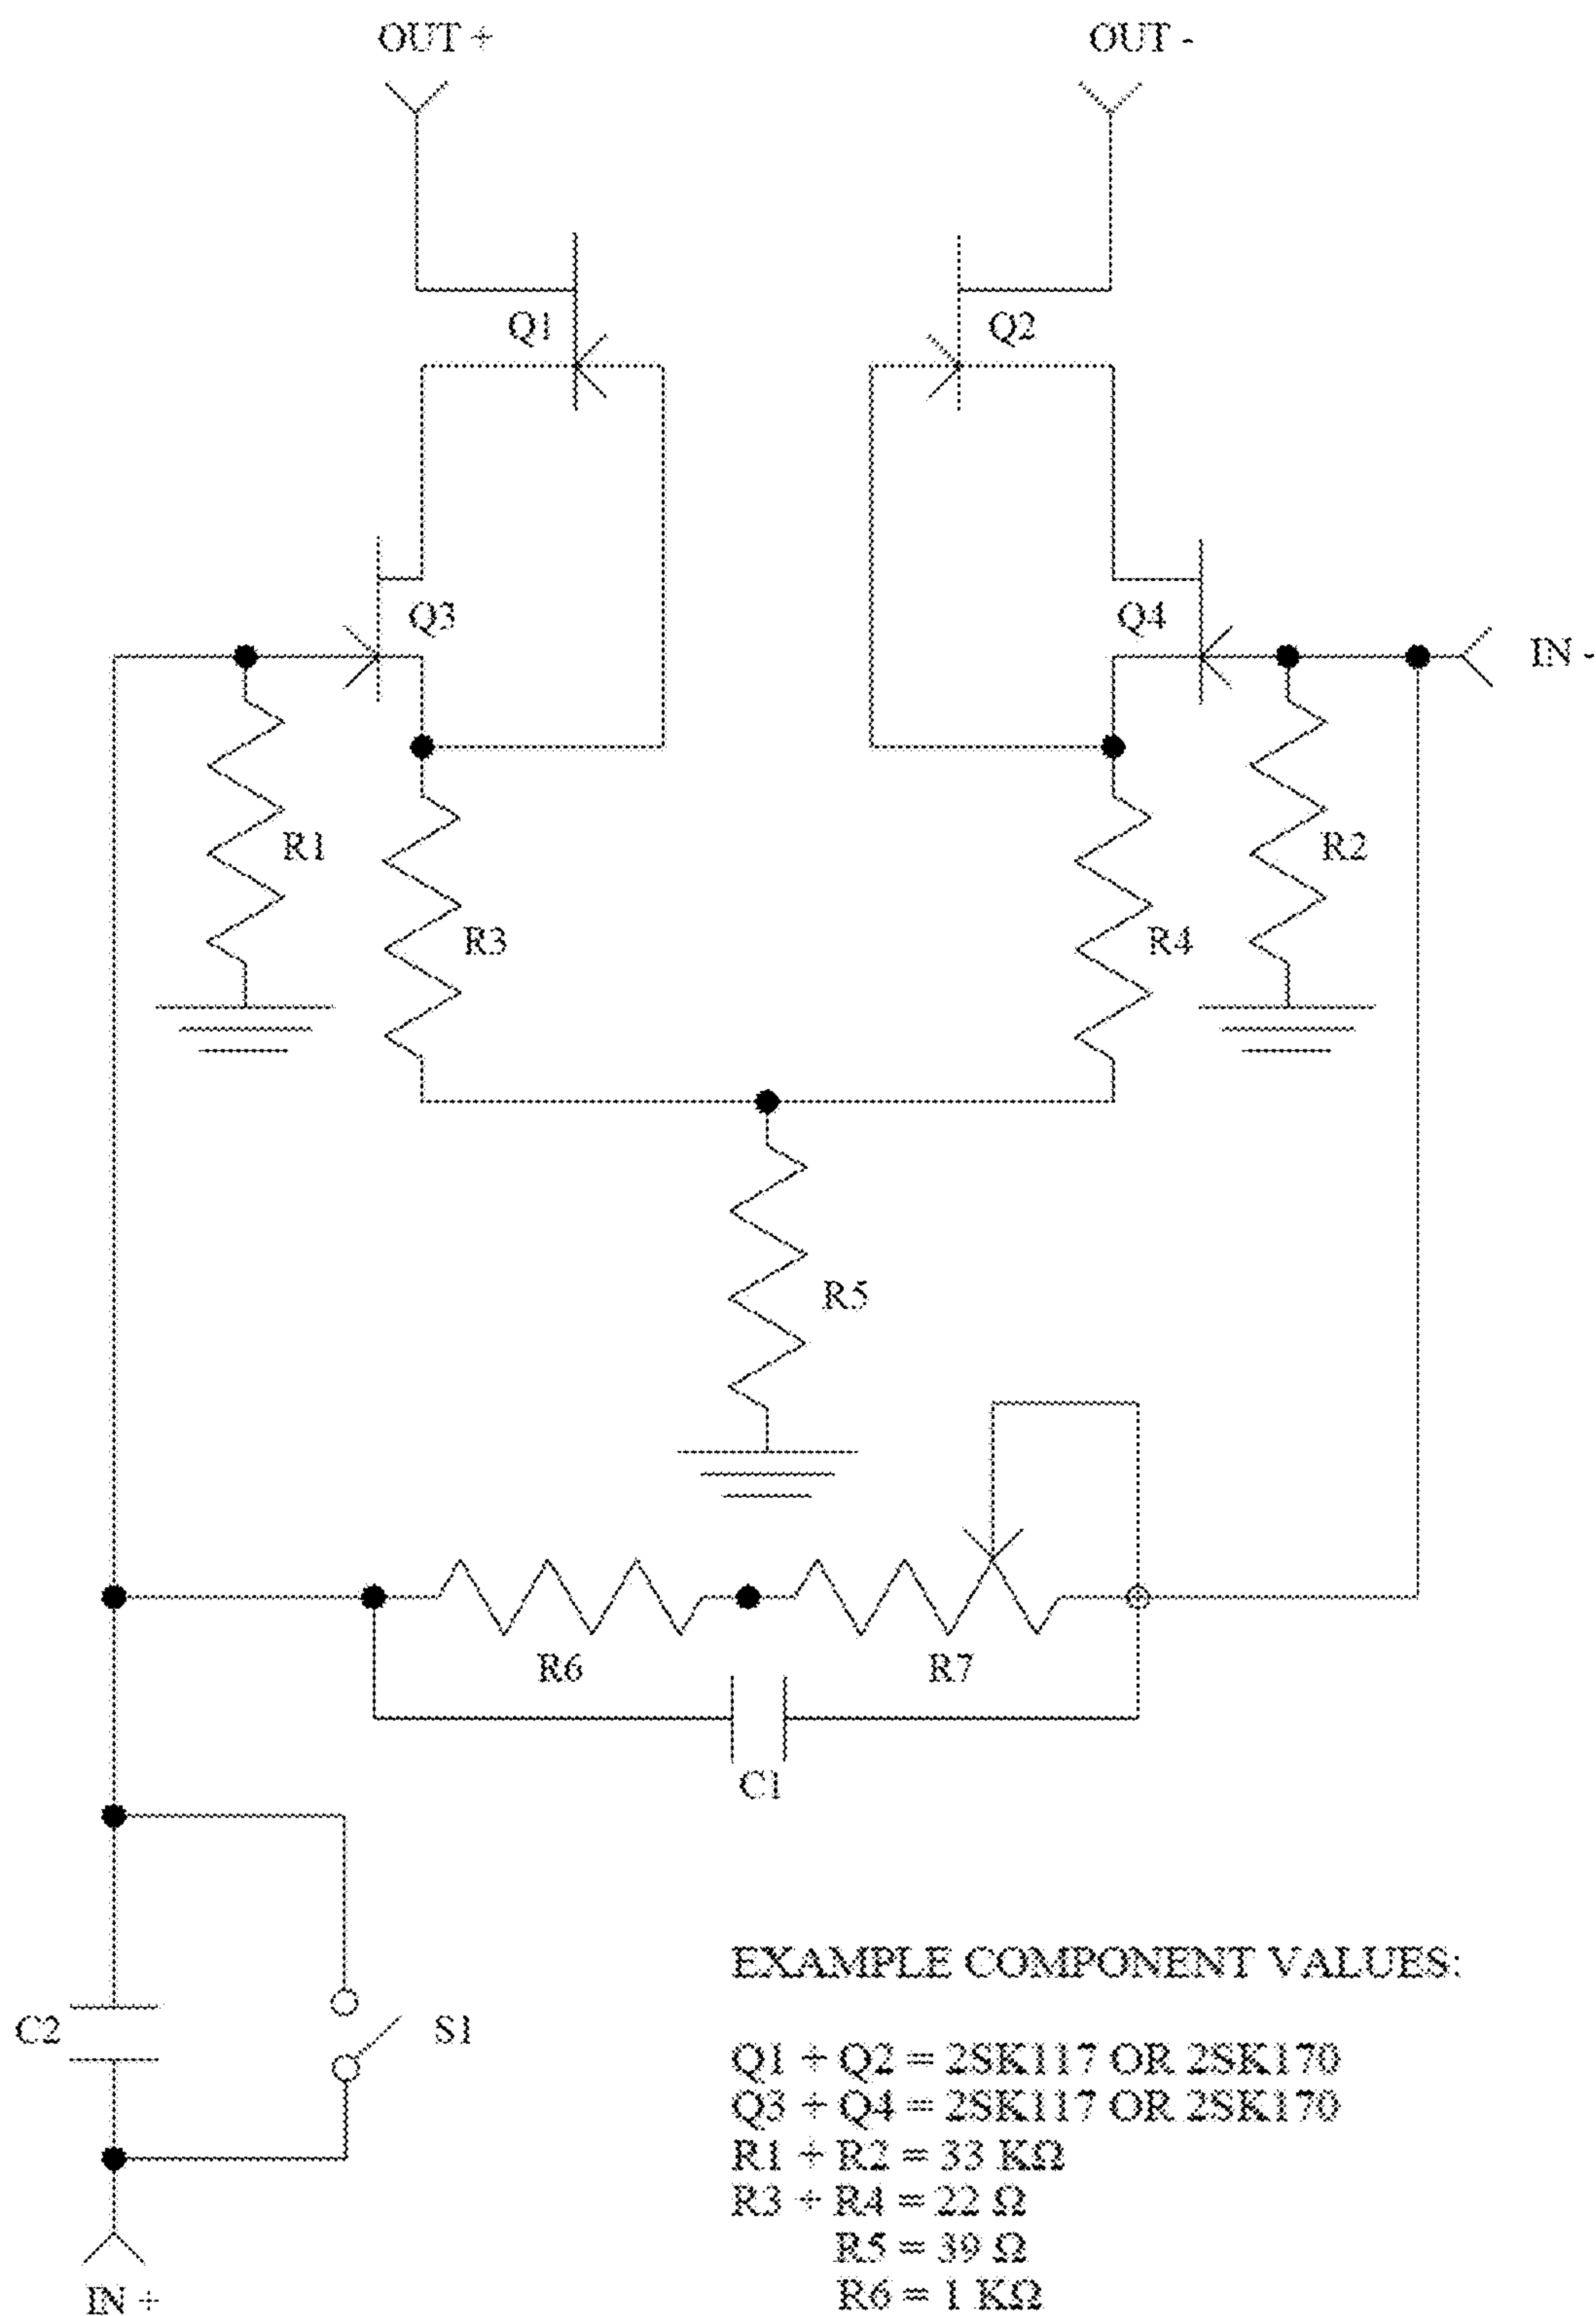 OUT +
OUT -
Q1
Q2
Q3
Q4
IN -
R1
R2
R3
R4
R5
R6
R7
C1
C2
S1
IN +
EXAMPLE COMPONENT VALUES:
Q1 + Q2 = 2SK117 OR 2SK170
Q3 + Q4 = 2SK117 OR 2SK170
R1 + R2 = 33 KΩ
R3 + R4 = 22 Ω
R5 = 39 Ω
R6 = 1 KΩ